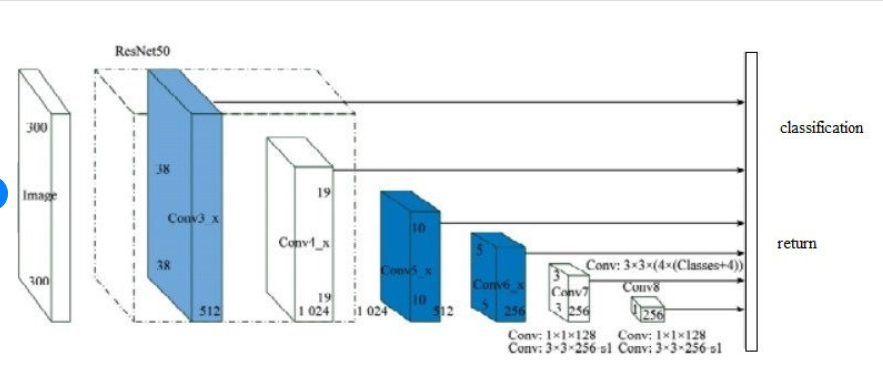 ResNet50
300
Image
300
38
Conv3_x
38
512
19
Conv4_x
19
1 024
1 024
10
Conv5_x
10
512
5
Conv6_x
5
256
3
Conv7
3
256
Conv: 3×3×(4×(Classes+4))
Conv8
1
256
Conv: 1×1×128
Conv: 3×3×256-s1
Conv: 1×1×128
Conv: 3×3×256-s1
classification
return